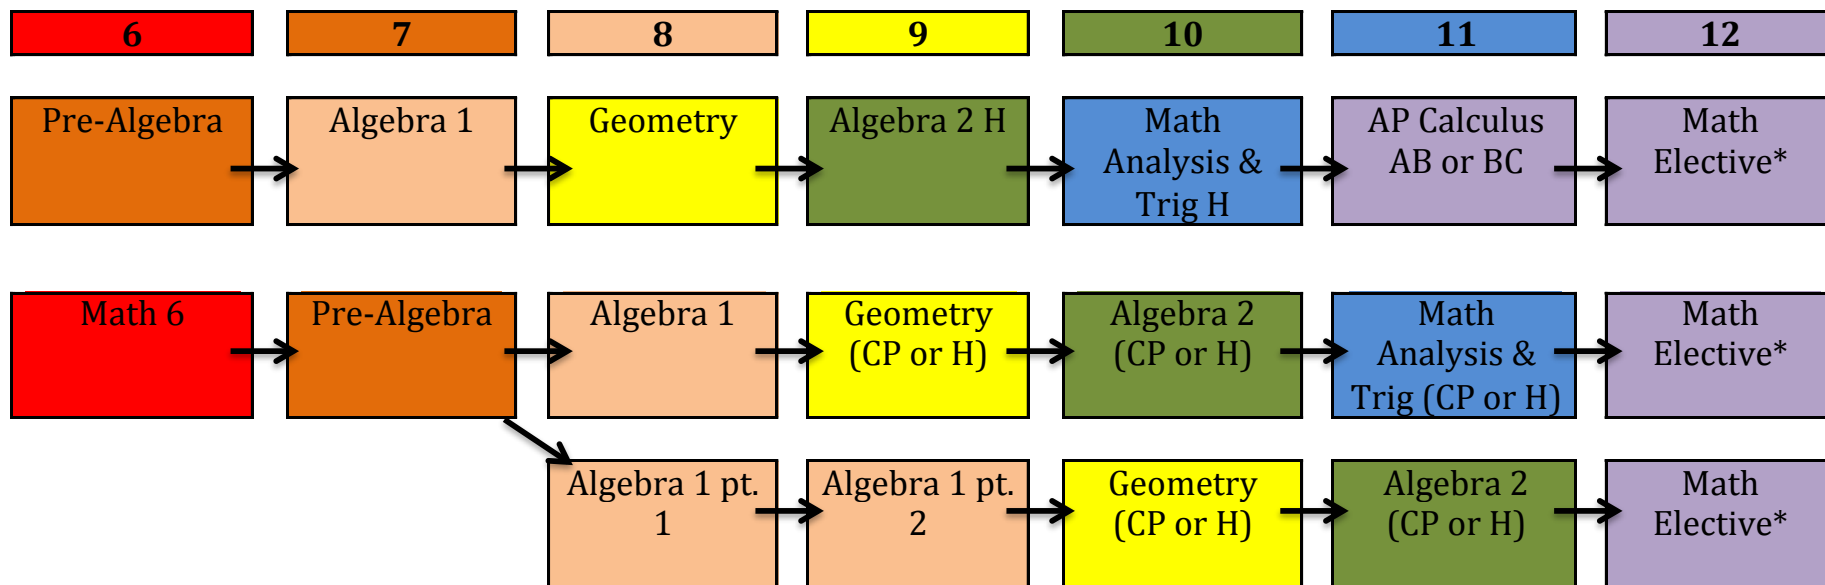 6
7
8
9
10
11
12
Pre-Algebra
Algebra 1
Geometry
Algebra 2 H
Math
Analysis &
Trig H
AP Calculus
AB or BC
Math
Elective*
Math 6
Pre-Algebra
Algebra 1
Geometry
(CP or H)
Algebra 2
(CP or H)
Math
Analysis &
Trig (CP or H)
Math
Elective*
Algebra 1 pt.
1
Algebra 1 pt.
2
Geometry
(CP or H)
Algebra 2
(CP or H)
Math
Elective*